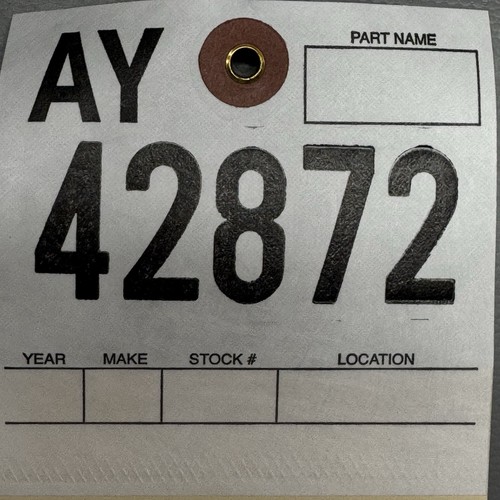 AY
PART NAME
42872
YEAR MAKE STOCK # LOCATION